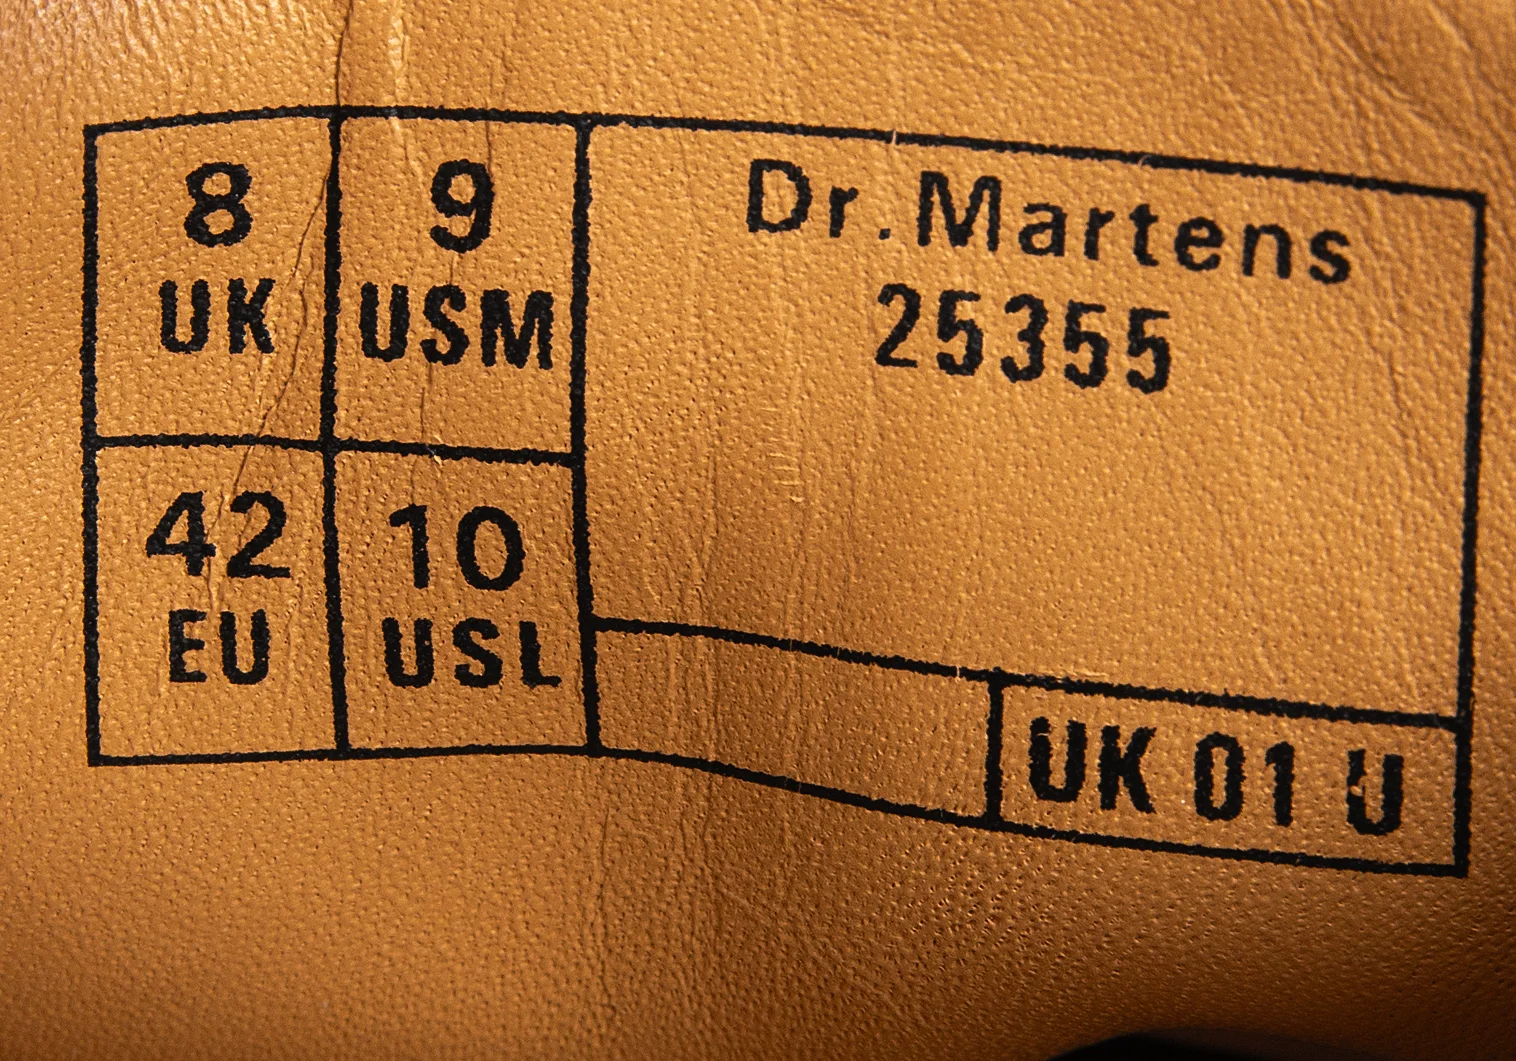 8
UK
9
USM
Dr.Martens
25355
42
EU
10
USL
UK 01 U